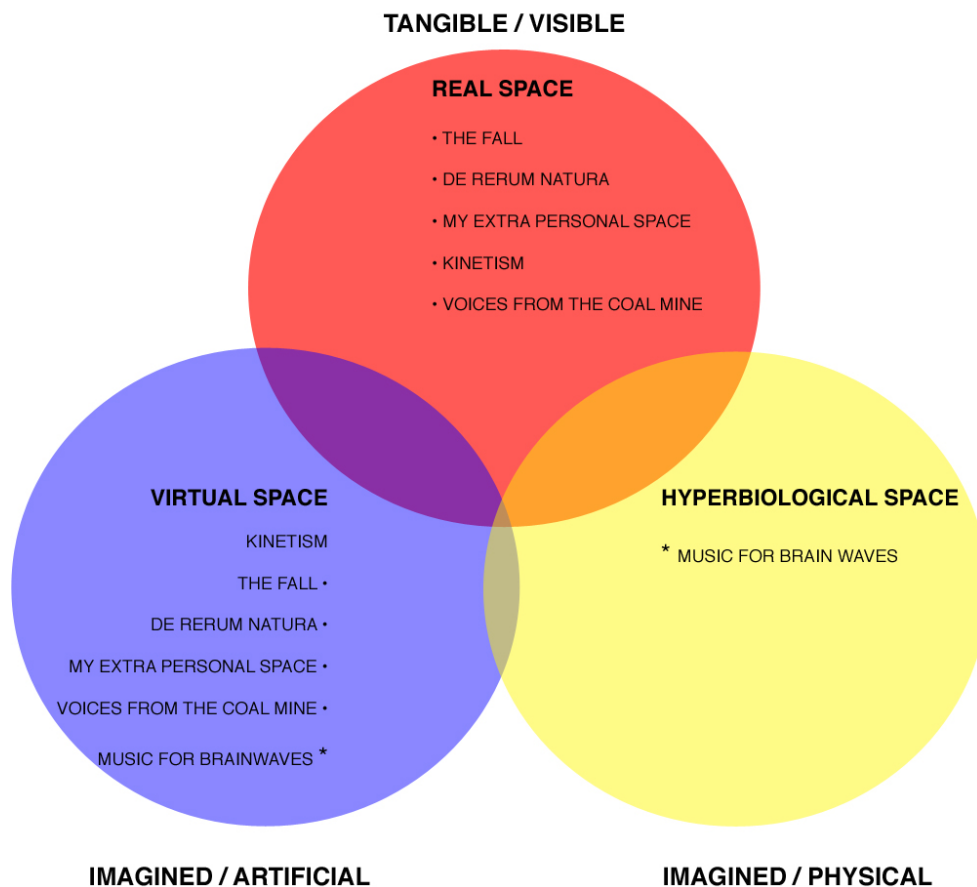 TANGIBLE / VISIBLE
REAL SPACE
• THE FALL
• DE RERUM NATURA
• MY EXTRA PERSONAL SPACE
• KINETISM
• VOICES FROM THE COAL MINE
VIRTUAL SPACE
KINETISM
THE FALL •
DE RERUM NATURA •
MY EXTRA PERSONAL SPACE •
VOICES FROM THE COAL MINE •
MUSIC FOR BRAINWAVES *
HYPERBIOLOGICAL SPACE
* MUSIC FOR BRAIN WAVES
IMAGINED / ARTIFICIAL
IMAGINED / PHYSICAL